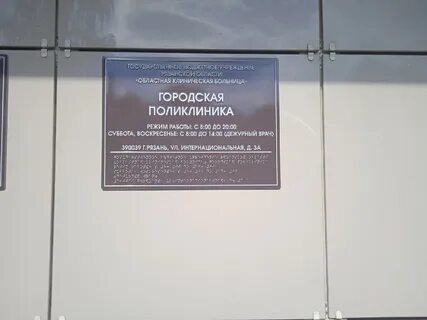 ГОСУДАРСТВЕННОЕ БЮДЖЕТНОЕ УЧРЕЖДЕНИЕ
РЯЗАНСКОЙ ОБЛАСТИ
«ОБЛАСТНАЯ КЛИНИЧЕСКАЯ БОЛЬНИЦА»
ГОРОДСКАЯ
ПОЛИКЛИНИКА
РЕЖИМ РАБОТЫ: С 8:00 ДО 20:00
СУББОТА, ВОСКРЕСЕНЬЕ: С 8:00 ДО 14:00 (ДЕЖУРНЫЙ ВРАЧ)
390039 Г.РЯЗАНЬ, УЛ. ИНТЕРНАЦИОНАЛЬНАЯ, Д. 3А